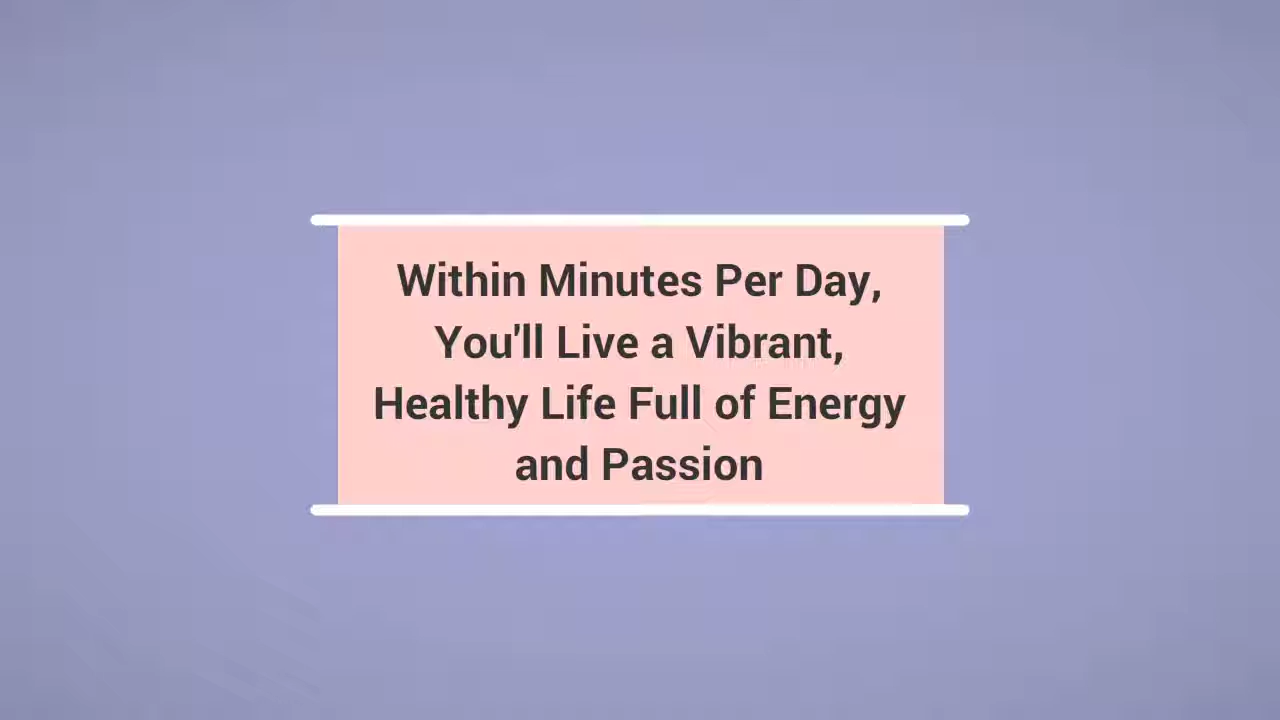 Within Minutes Per Day,
You'll Live a Vibrant,
Healthy Life Full of Energy
and Passion